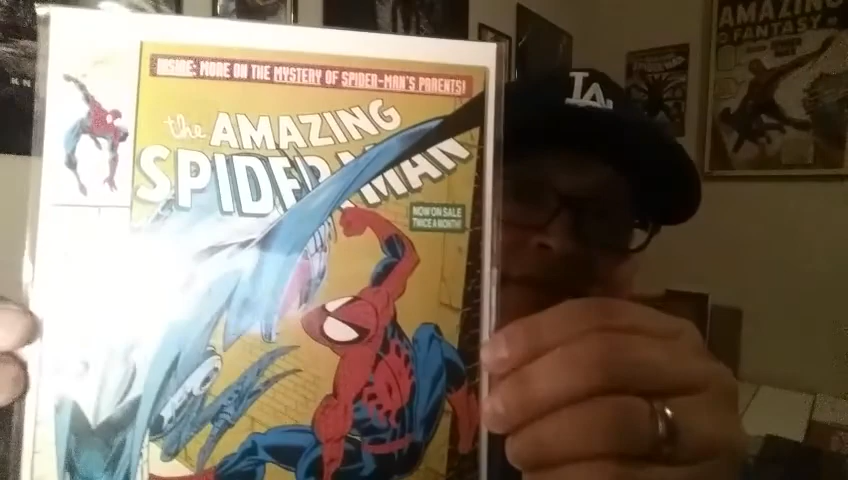 INSIDE: MORE ON THE MYSTERY OF SPIDER-MAN'S PARENTS!
the AMAZING
SPIDER-MAN
NOW ON SALE
TWICE A MONTH!
LA
AMAZING
FANTASY